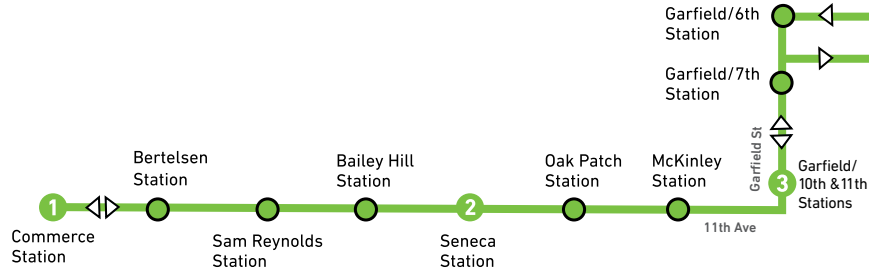 Garfield/6th
Station
Garfield/7th
Station
Garfield St
Bertelsen
Station
Bailey Hill
Station
Oak Patch
Station
McKinley
Station
Garfield/
10th & 11th
Stations
1
2
3
11th Ave
Commerce
Station
Sam Reynolds
Station
Seneca
Station